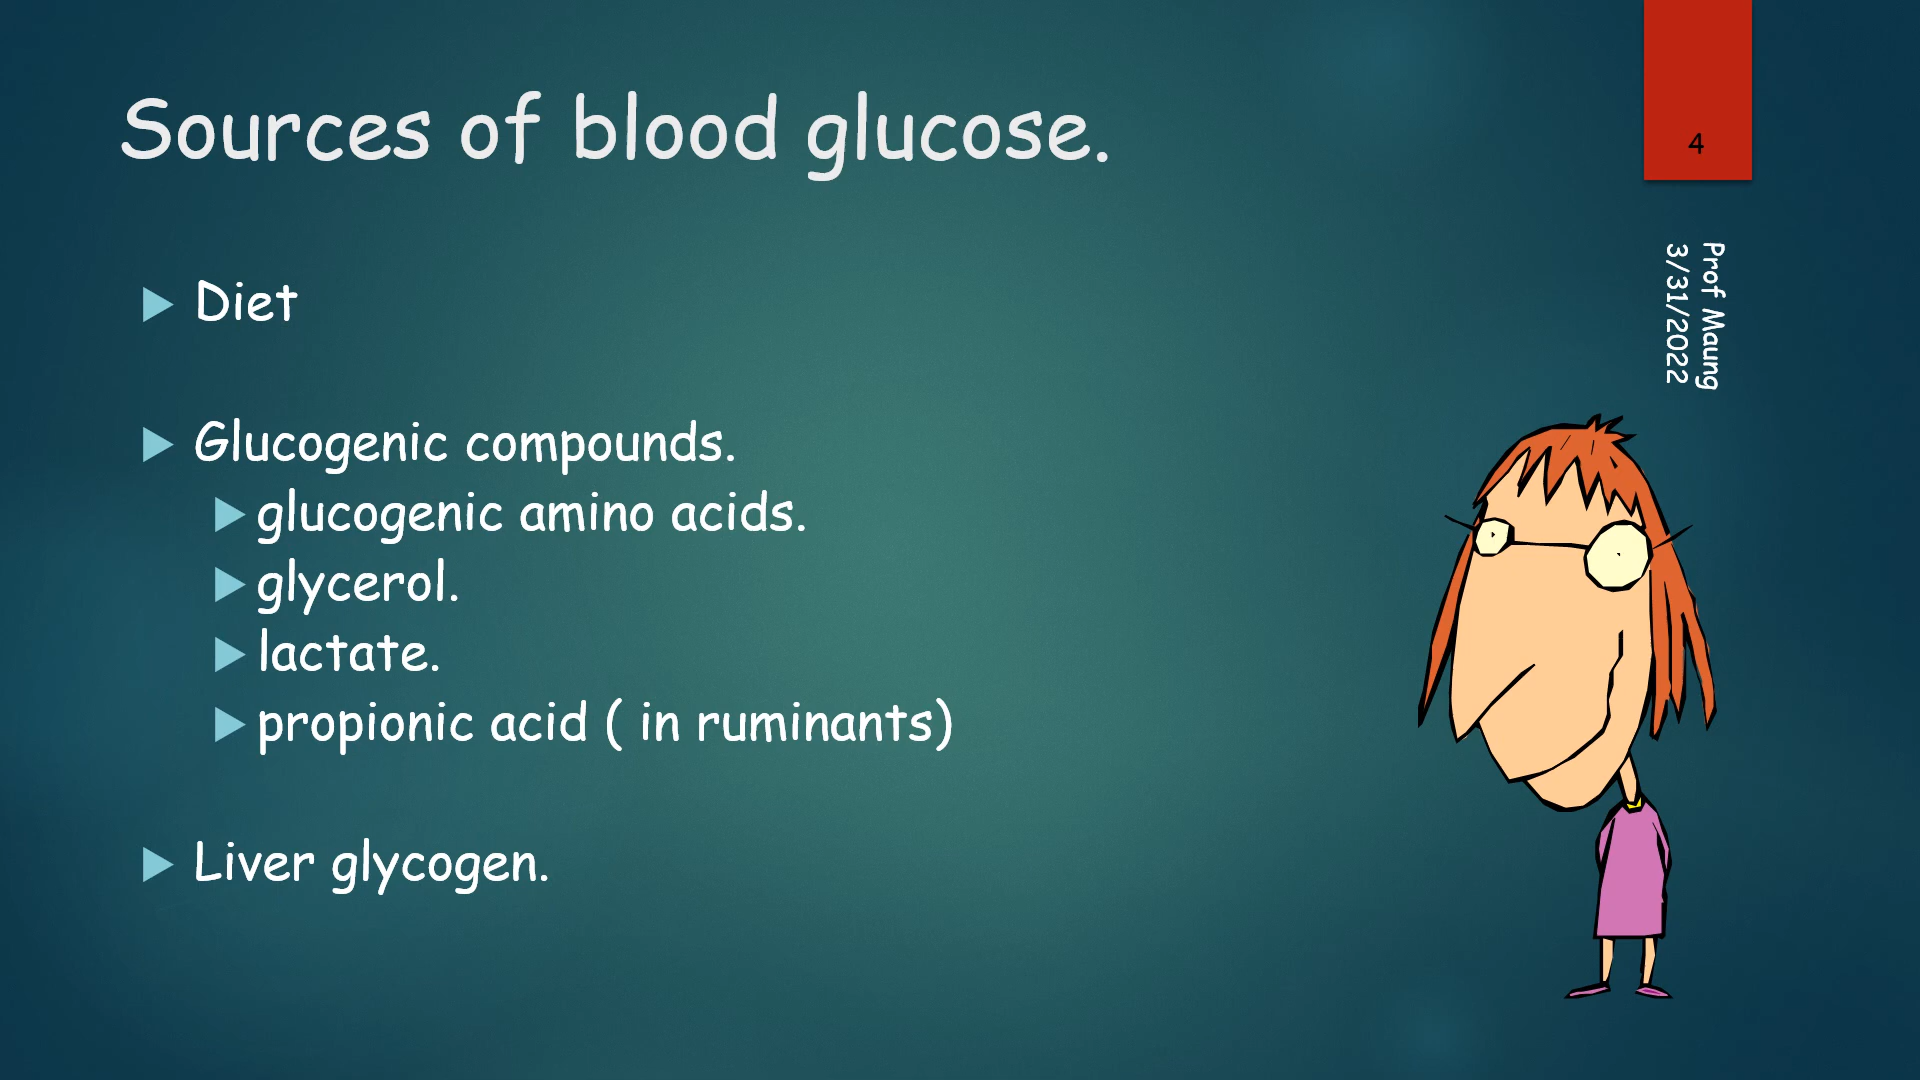 Sources of blood glucose.
4
Prof Maung
3/31/2022
Diet
Glucogenic compounds.
glucogenic amino acids.
glycerol.
lactate.
propionic acid ( in ruminants)
Liver glycogen.